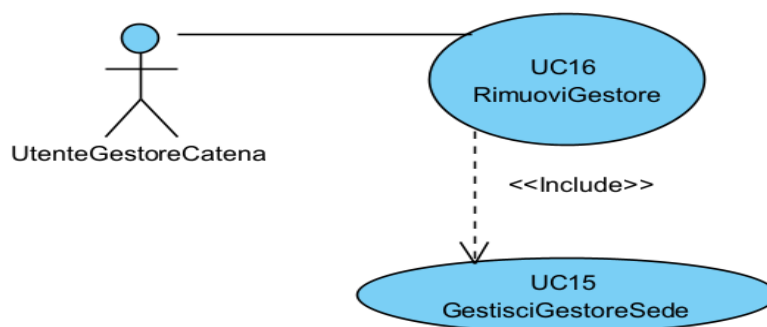 UC16
RimuoviGestore
UtenteGestoreCatena
<<Include>>
UC15
GestisciGestoreSede